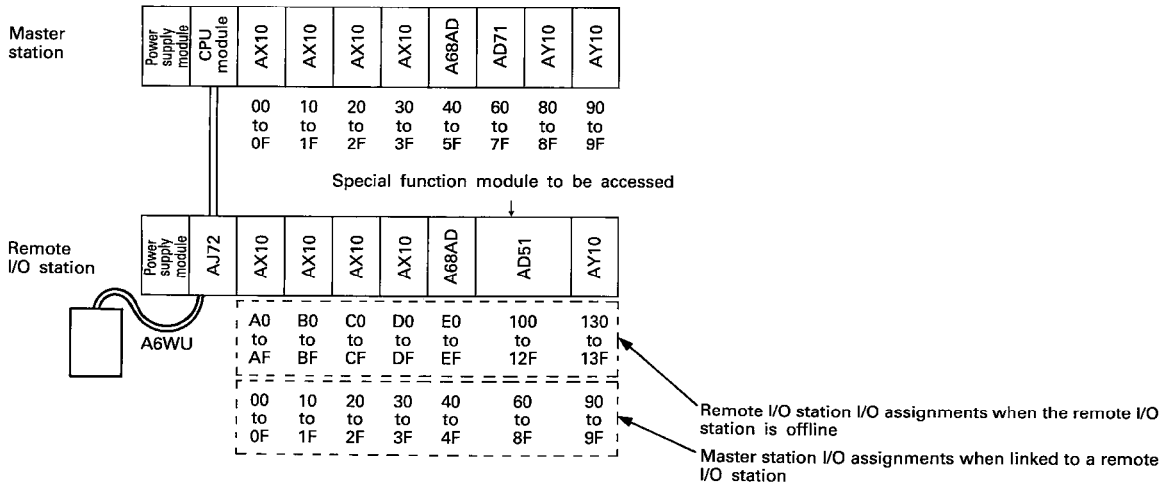 Master
station
Power
supply
module
CPU
module
AX10
AX10
AX10
AX10
A68AD
AD71
AY10
AY10
00 10 20 30 40 60 80 90
to to to to to to to to
0F 1F 2F 3F 5F 7F 8F 9F
Special function module to be accessed
Remote
I/O station
Power
supply
module
AJ72
AX10
AX10
AX10
AX10
A68AD
AD51
AY10
A6WU
A0 B0 C0 D0 E0 100 130
to to to to to to to
AF BF CF DF EF 12F 13F
00 10 20 30 40 60 90
to to to to to to to
0F 1F 2F 3F 4F 8F 9F
Remote I/O station I/O assignments when the remote I/O
station is offline
Master station I/O assignments when linked to a remote
I/O station